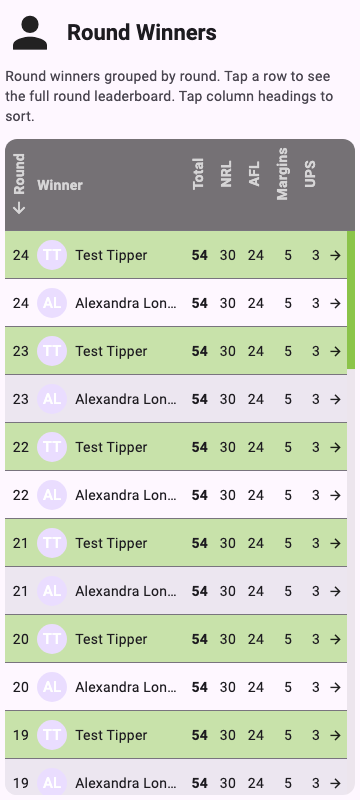 Round Winners
Round winners grouped by round. Tap a row to see
the full round leaderboard. Tap column headings to
sort.
Round Winner Total NRL AFL Margins UPS
24 TT Test Tipper 54 30 24 5 3
24 AL Alexandra Lon... 54 30 24 5 3
23 TT Test Tipper 54 30 24 5 3
23 AL Alexandra Lon... 54 30 24 5 3
22 TT Test Tipper 54 30 24 5 3
22 AL Alexandra Lon... 54 30 24 5 3
21 TT Test Tipper 54 30 24 5 3
21 AL Alexandra Lon... 54 30 24 5 3
20 TT Test Tipper 54 30 24 5 3
20 AL Alexandra Lon... 54 30 24 5 3
19 TT Test Tipper 54 30 24 5 3
19 AL Alexandra Lon... 54 30 24 5 3